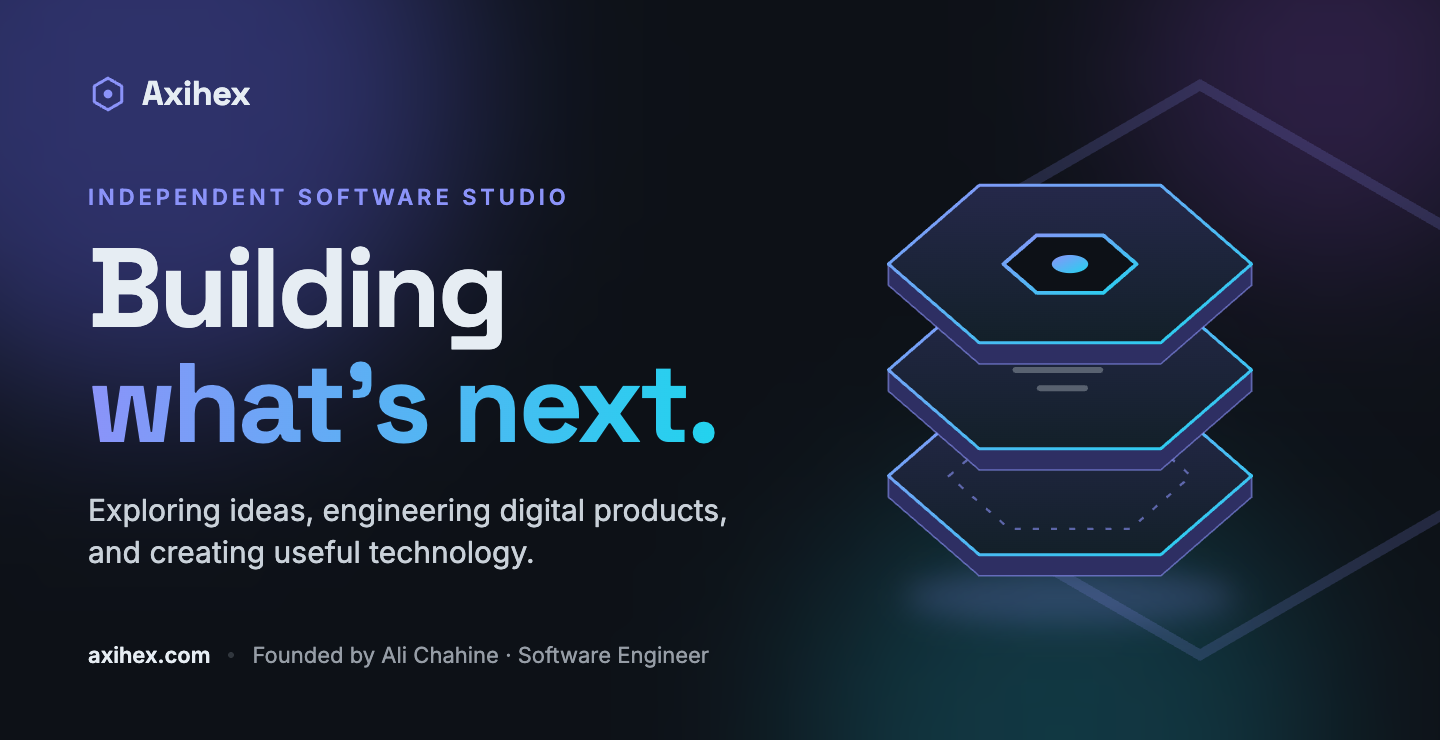 Axihex
INDEPENDENT SOFTWARE STUDIO
Building
what’s next.
Exploring ideas, engineering digital products,
and creating useful technology.
axihex.com • Founded by Ali Chahine · Software Engineer